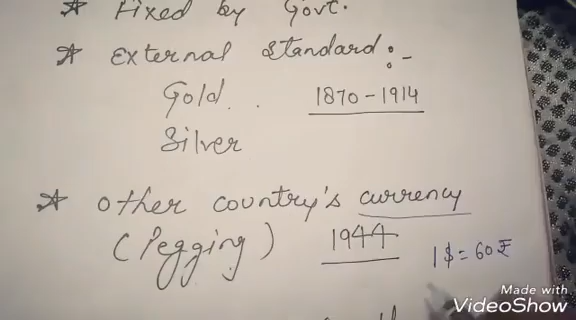 * Fixed by Govt.
* External Standard :-
Gold . . 1870-1914
Silver
* Other country's currency
(Pegging) 1944 1$ = 60 ₹
Made with
VideoShow